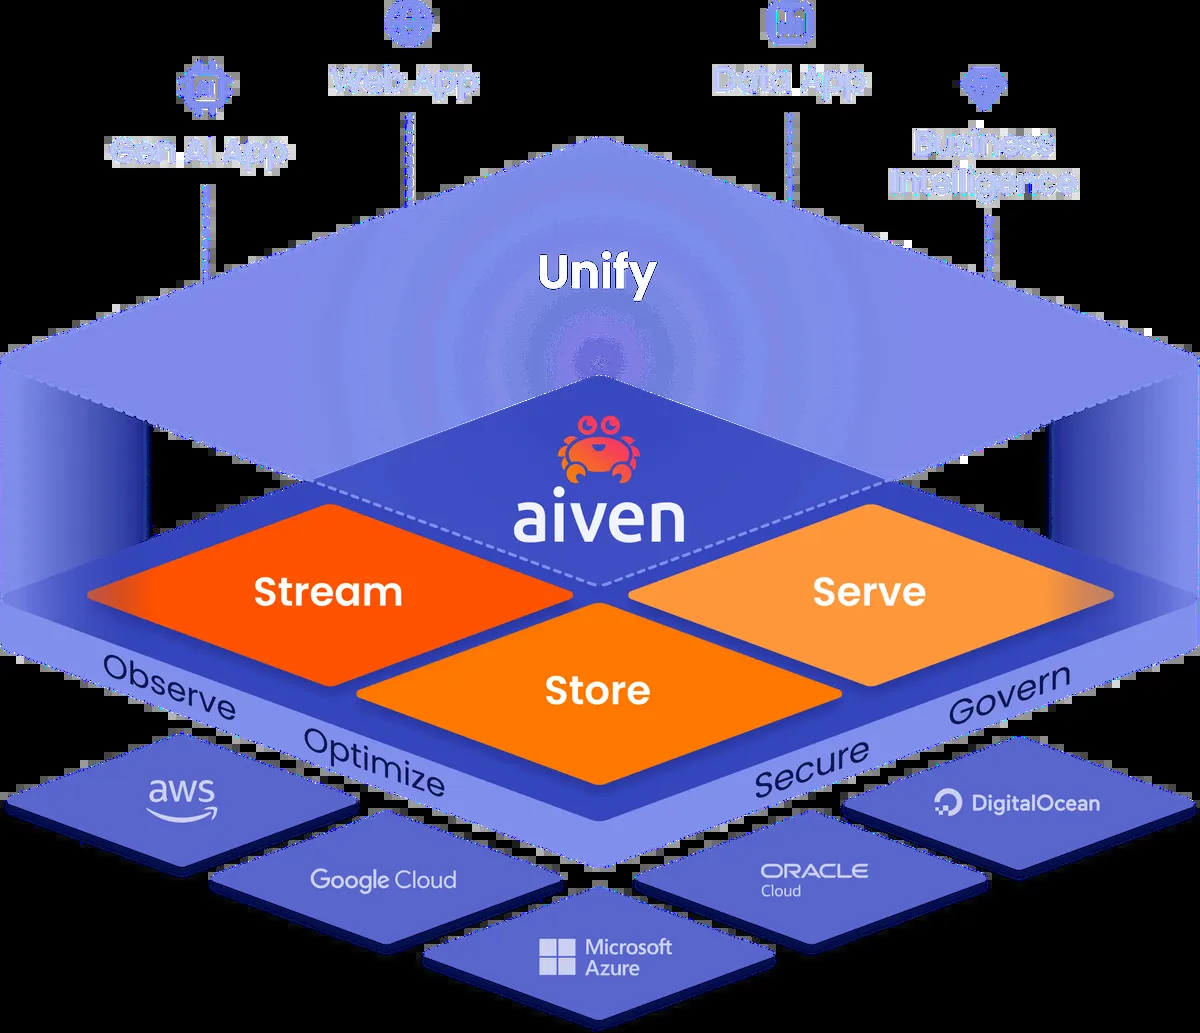 Web App
Data App
Gen AI App
Business
Intelligence
Unify
aiven
Stream
Serve
Store
Observe
Optimize
Secure
Govern
aws
DigitalOcean
Google Cloud
ORACLE
Cloud
Microsoft
Azure